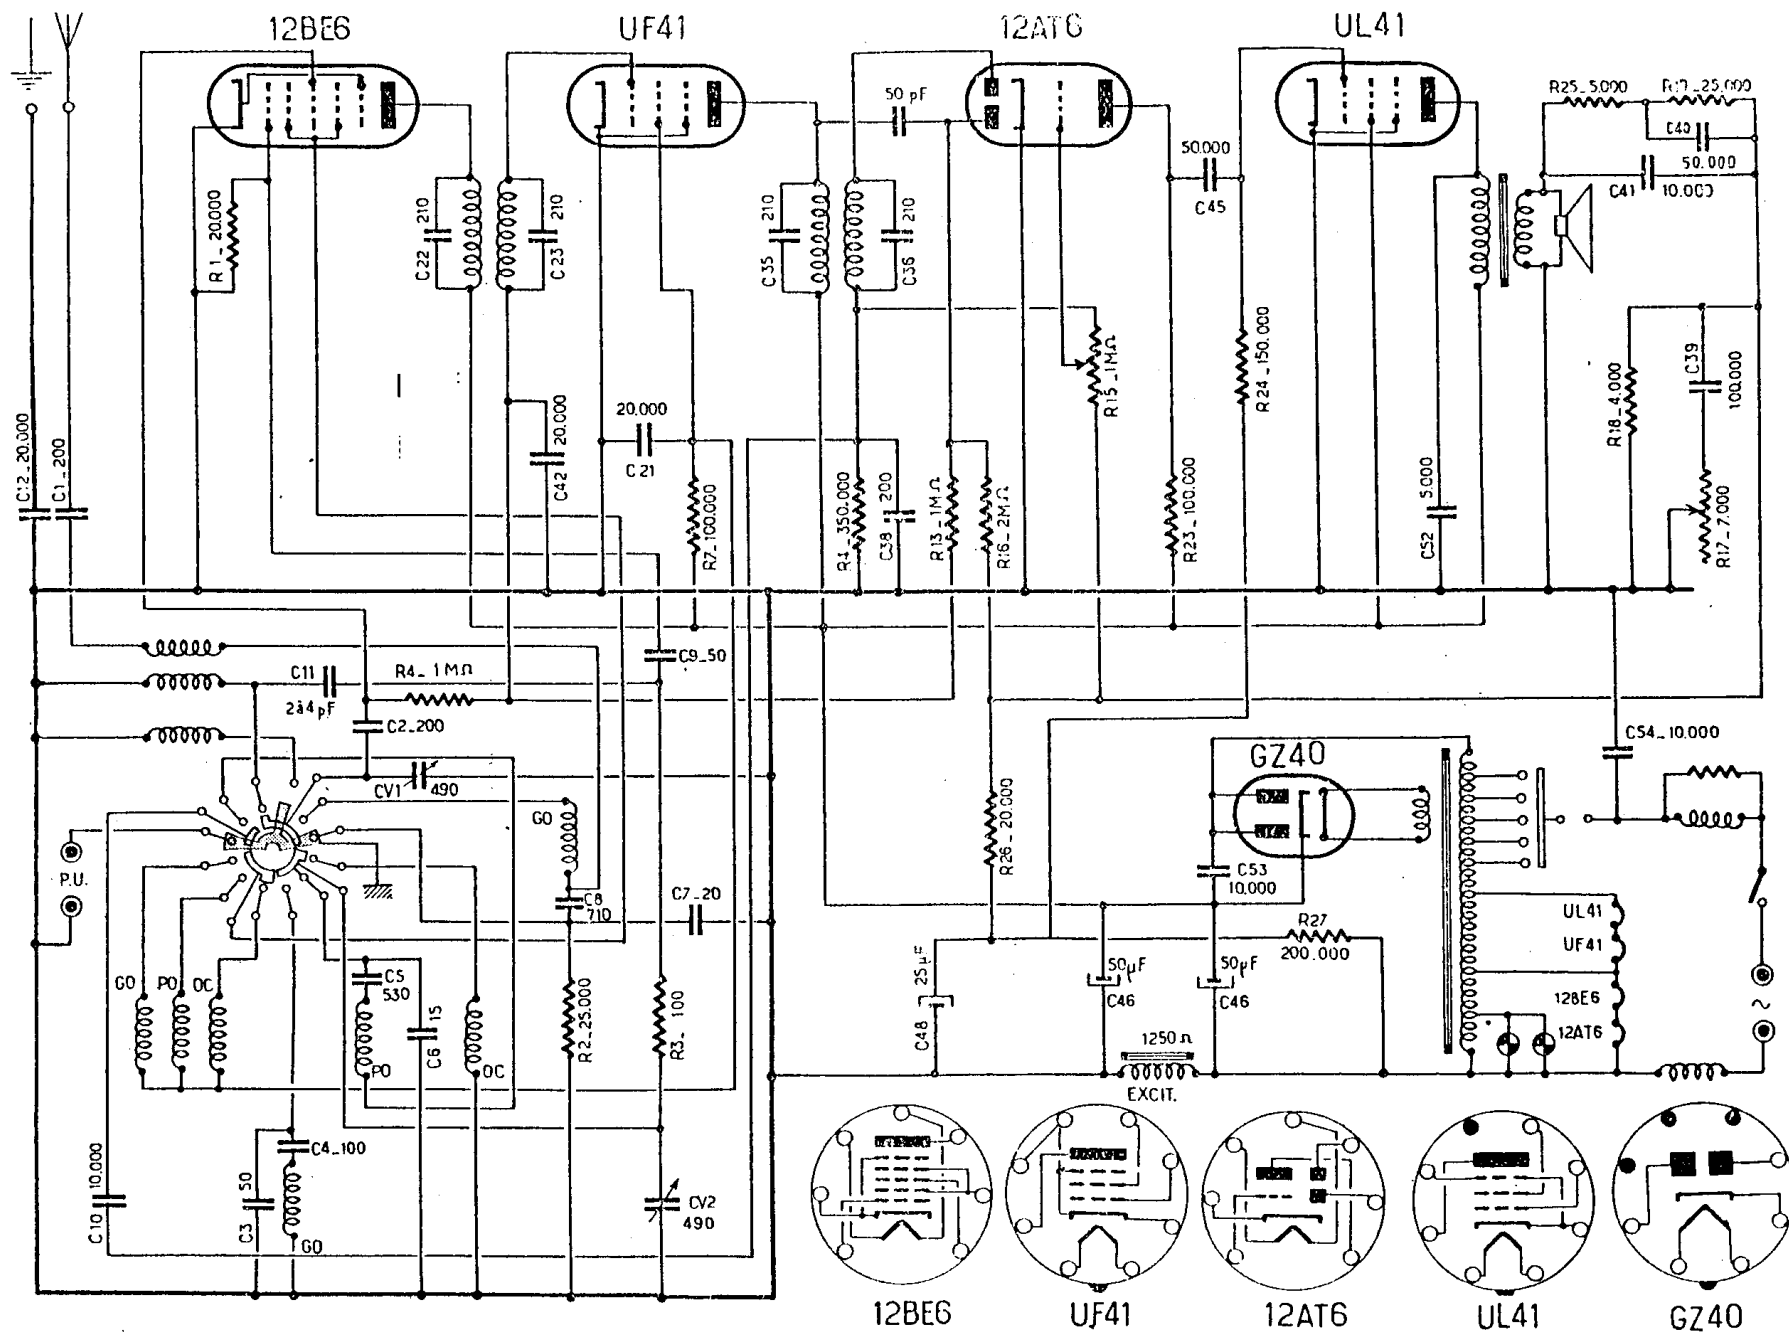 12BE6
UF41
12AT6
UL41
R25_5.000
25.000
C40
50.000
C41
10.000
50 pF
50.000
C45
R1_20.000
C22 210
210 C23
C35 210
210 C36
R15_1MΩ
R24_150.000
R18_4.000
C39
10.000
R17_7.000
C12_20.000
C1_200
20.000
C21
C42 20.000
R7_100.000
350.000
C38 200
R13_1MΩ
R16_2MΩ
R23_100.000
C52 5.000
C9_50
C11
2à4pF
R4_1MΩ
C2_200
CV1
490
GO
C8
710
C7_20
P.U.
GO
PO
OC
C5
530
C6 15
PO
OC
R2_25.000
R3_100
R26_20.000
GZ40
C53
10.000
C54_10.000
R27
200.000
UL41
UF41
12BE6
12AT6
~
C48 25µF
50µF
C46
50µF
C46
1250 Ω
EXCIT.
C10 10.000
C3 50
C4_100
GO
CV2
490
12BE6
UF41
12AT6
UL41
GZ40